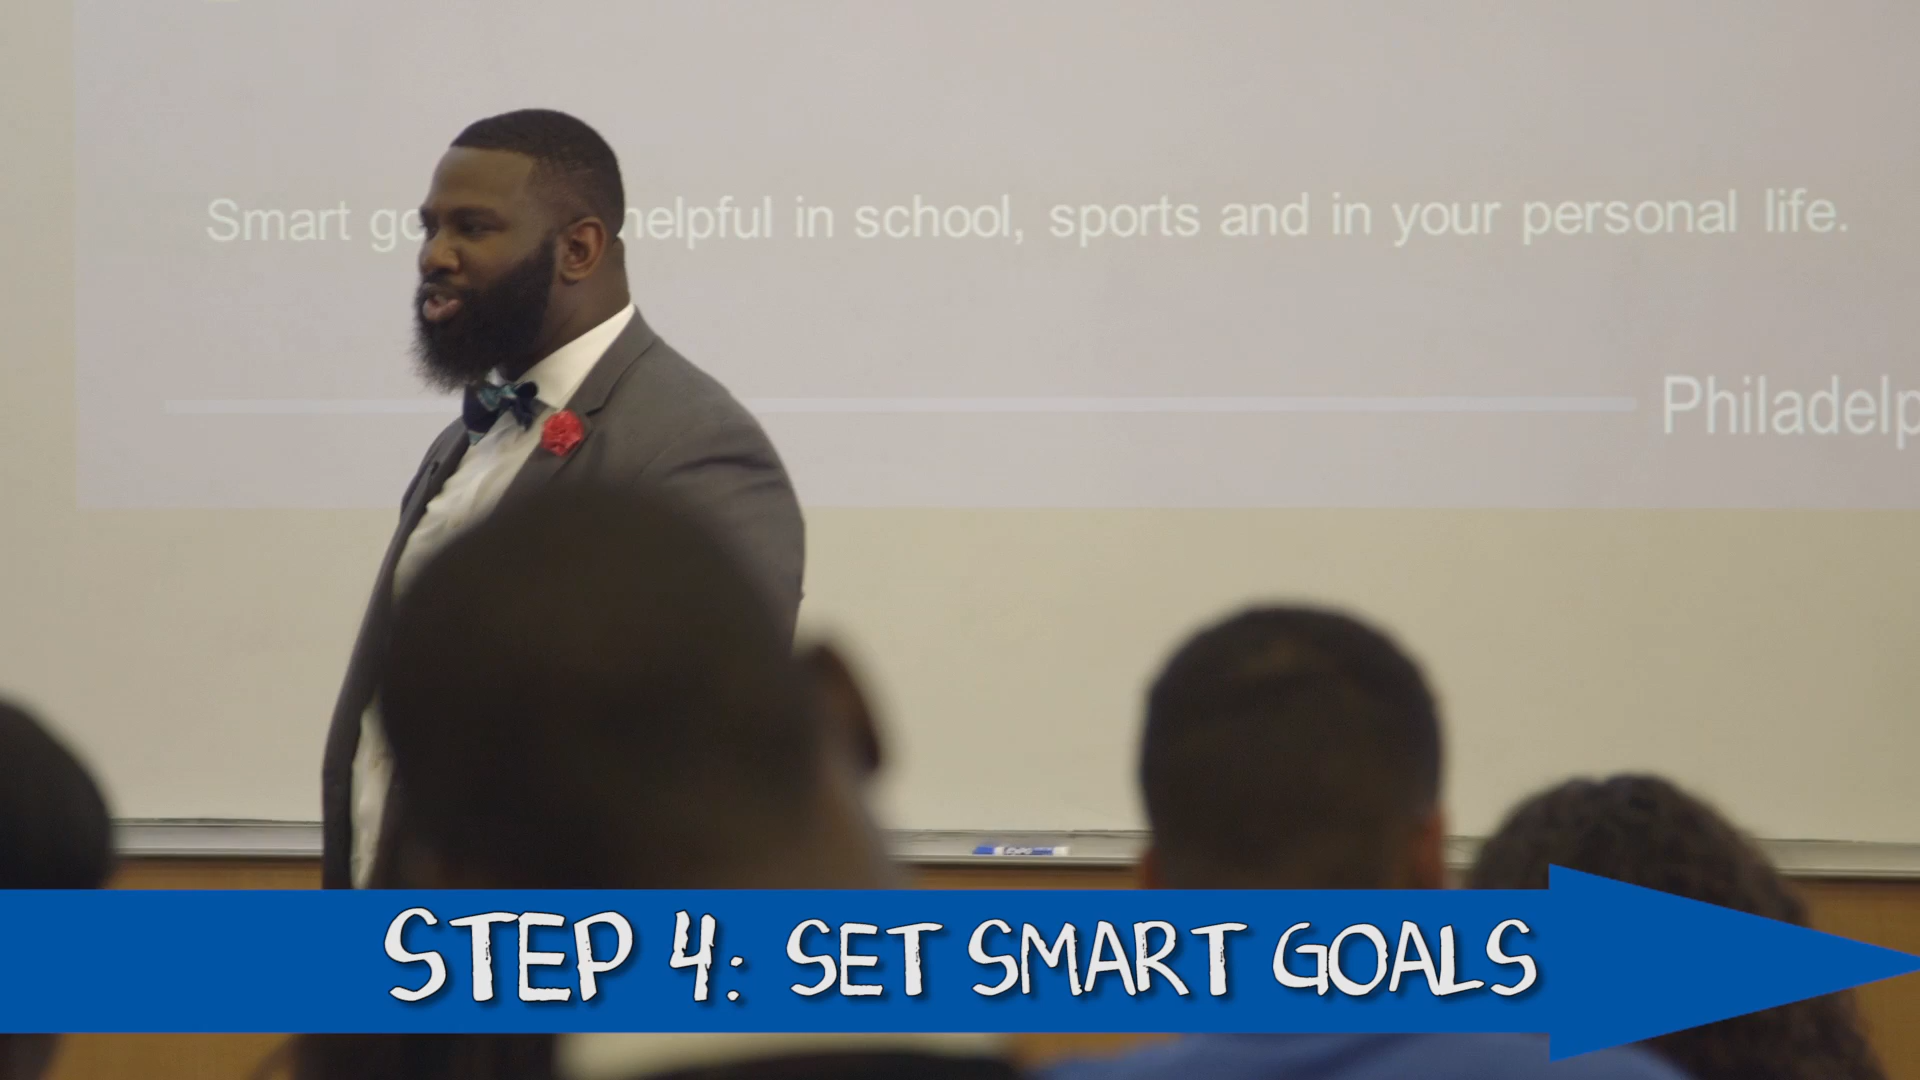 Smart go helpful in school, sports and in your personal life.
Philadelp
STEP 4: SET SMART GOALS